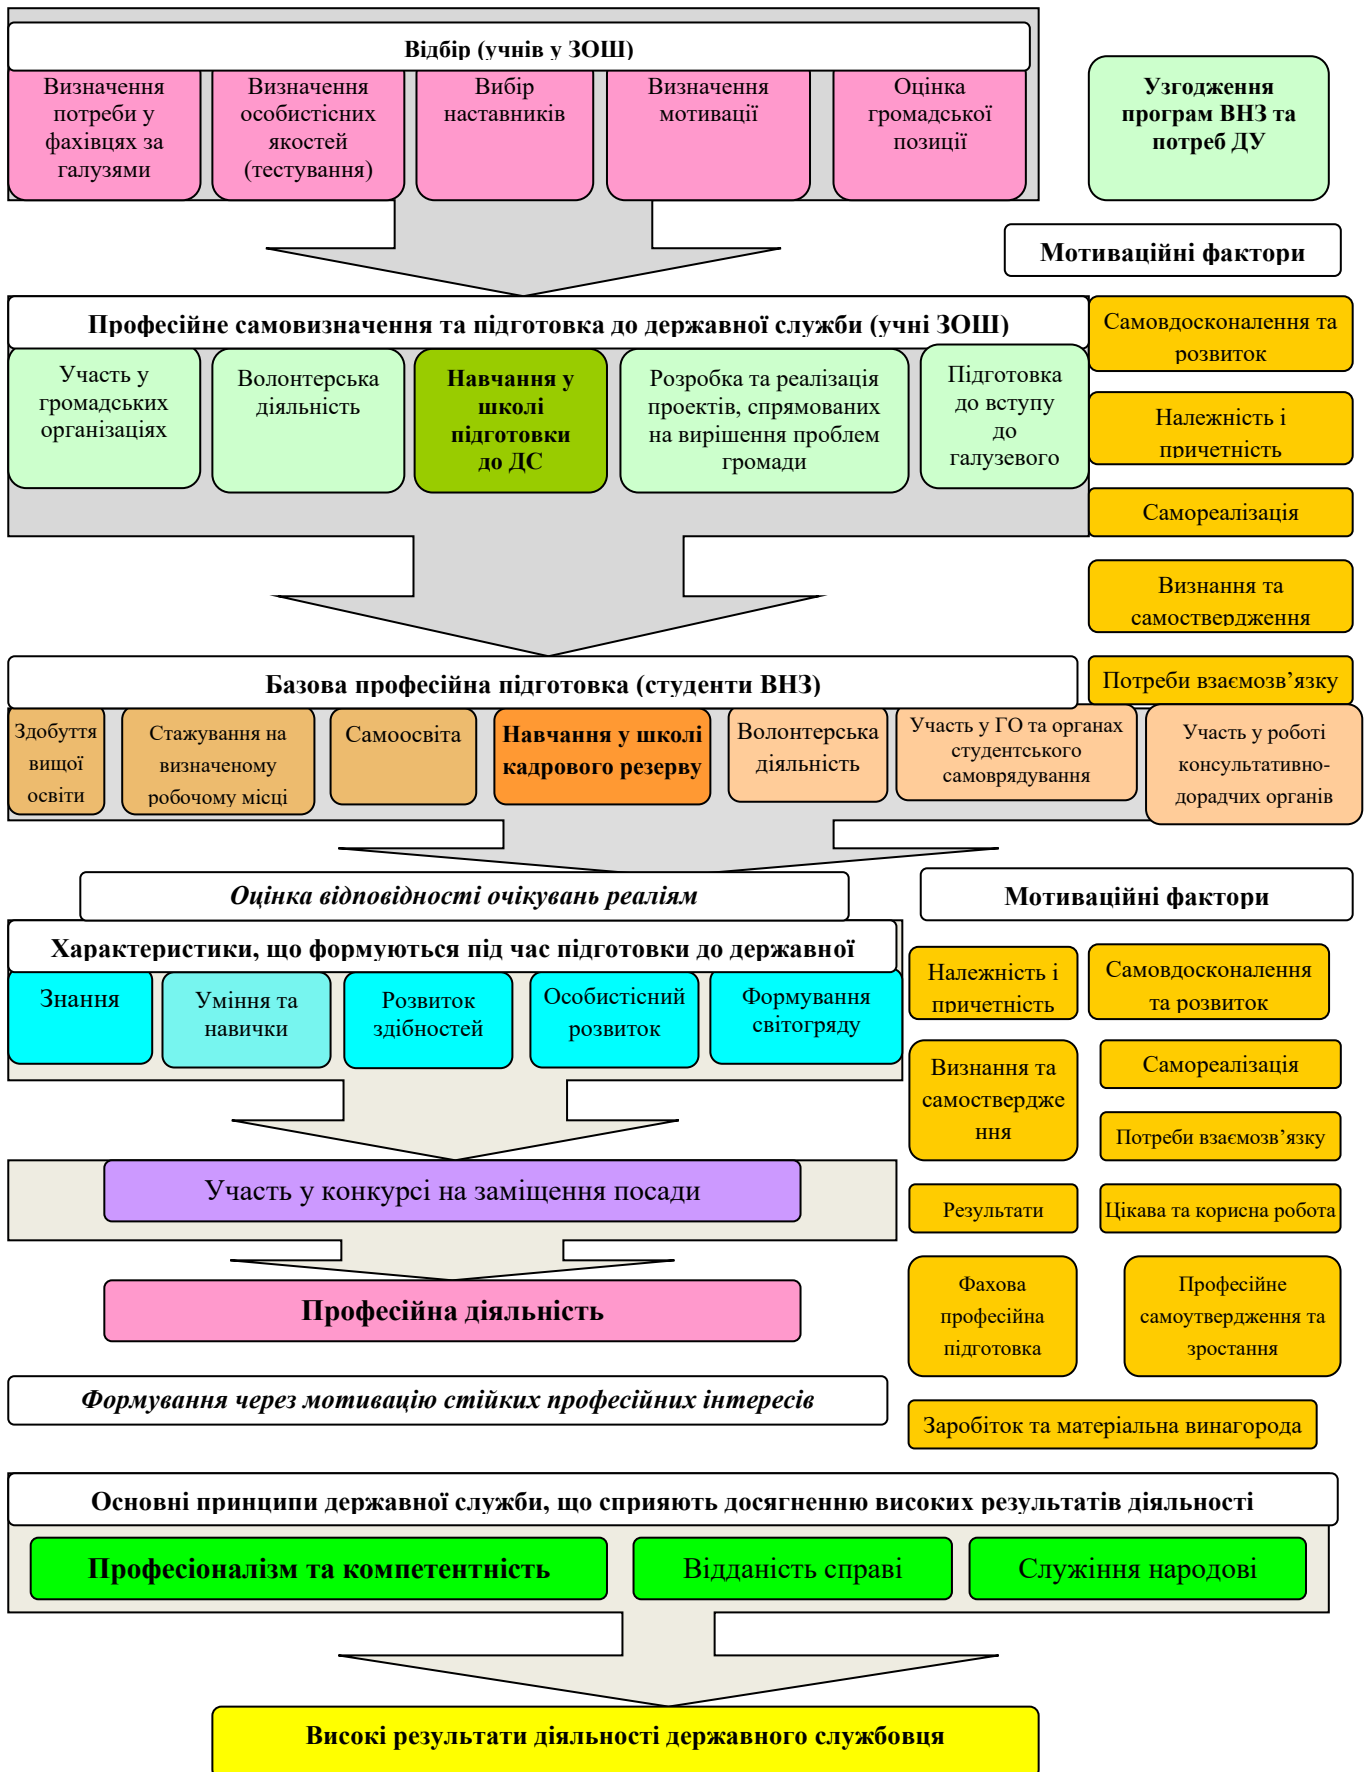 Відбір (учнів у ЗОШ)
Визначення
потреби у
фахівцях за
галузями
Визначення
особистісних
якостей
(тестування)
Вибір
наставників
Визначення
мотивації
Оцінка
громадської
позиції
Узгодження
програм ВНЗ та
потреб ДУ
Мотиваційні фактори
Професійне самовизначення та підготовка до державної служби (учні ЗОШ)
Участь у
громадських
організаціях
Волонтерська
діяльність
Навчання у
школі
підготовки
до ДС
Розробка та реалізація
проектів, спрямованих
на вирішення проблем
громади
Підготовка
до вступу
до
галузевого
Самовдосконалення та
розвиток
Належність і
причетність
Самореалізація
Визнання та
самоствердження
Потреби взаємозв’язку
Базова професійна підготовка (студенти ВНЗ)
Здобуття
вищої
освіти
Стажування на
визначеному
робочому місці
Самоосвіта
Навчання у школі
кадрового резерву
Волонтерська
діяльність
Участь у ГО та органах
студентського
самоврядування
Участь у роботі
консультативно-
дорадчих органів
Оцінка відповідності очікувань реаліям
Характеристики, що формуються під час підготовки до державної
Знання
Уміння та
навички
Розвиток
здібностей
Особистісний
розвиток
Формування
світогряду
Мотиваційні фактори
Належність і
причетність
Самовдосконалення
та розвиток
Визнання та
самоствердже
ння
Самореалізація
Потреби взаємозв’язку
Результати
Цікава та корисна робота
Фахова
професійна
підготовка
Професійне
самоутвердження та
зростання
Заробіток та матеріальна винагорода
Участь у конкурсі на заміщення посади
Професійна діяльність
Формування через мотивацію стійких професійних інтересів
Основні принципи державної служби, що сприяють досягненню високих результатів діяльності
Професіоналізм та компетентність
Відданість справі
Служіння народові
Високі результати діяльності державного службовця